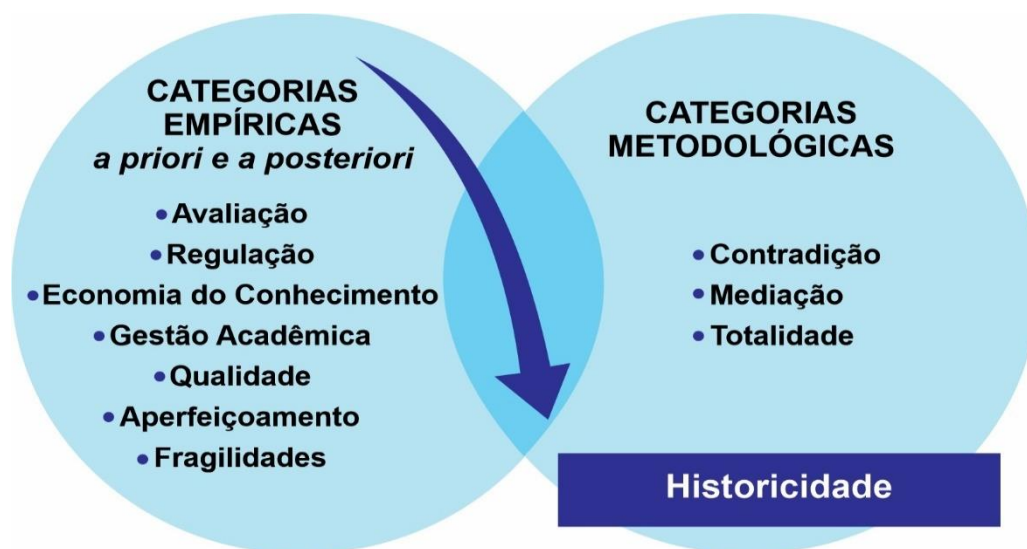 CATEGORIAS
EMPÍRICAS
a priori e a posteriori
• Avaliação
• Regulação
• Economia do Conhecimento
• Gestão Acadêmica
• Qualidade
• Aperfeiçoamento
• Fragilidades
CATEGORIAS
METODOLÓGICAS
• Contradição
• Mediação
• Totalidade
Historicidade